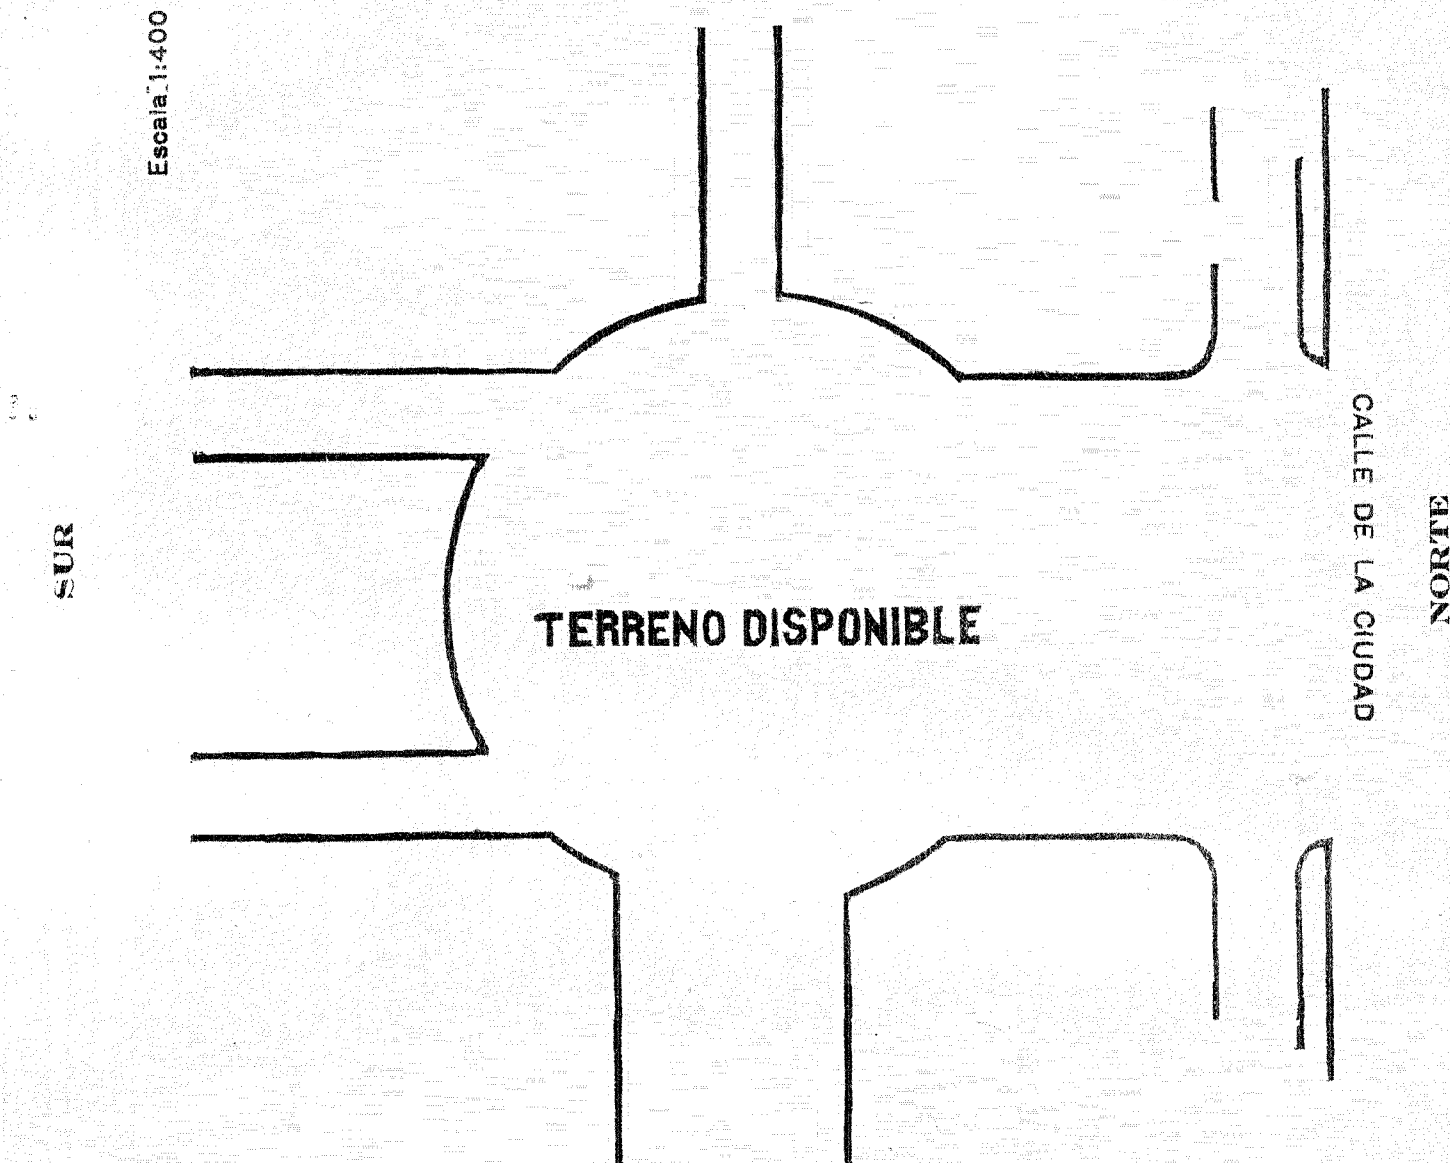 Escala 1:400
SUR
TERRENO DISPONIBLE
CALLE DE LA CIUDAD
NORTE